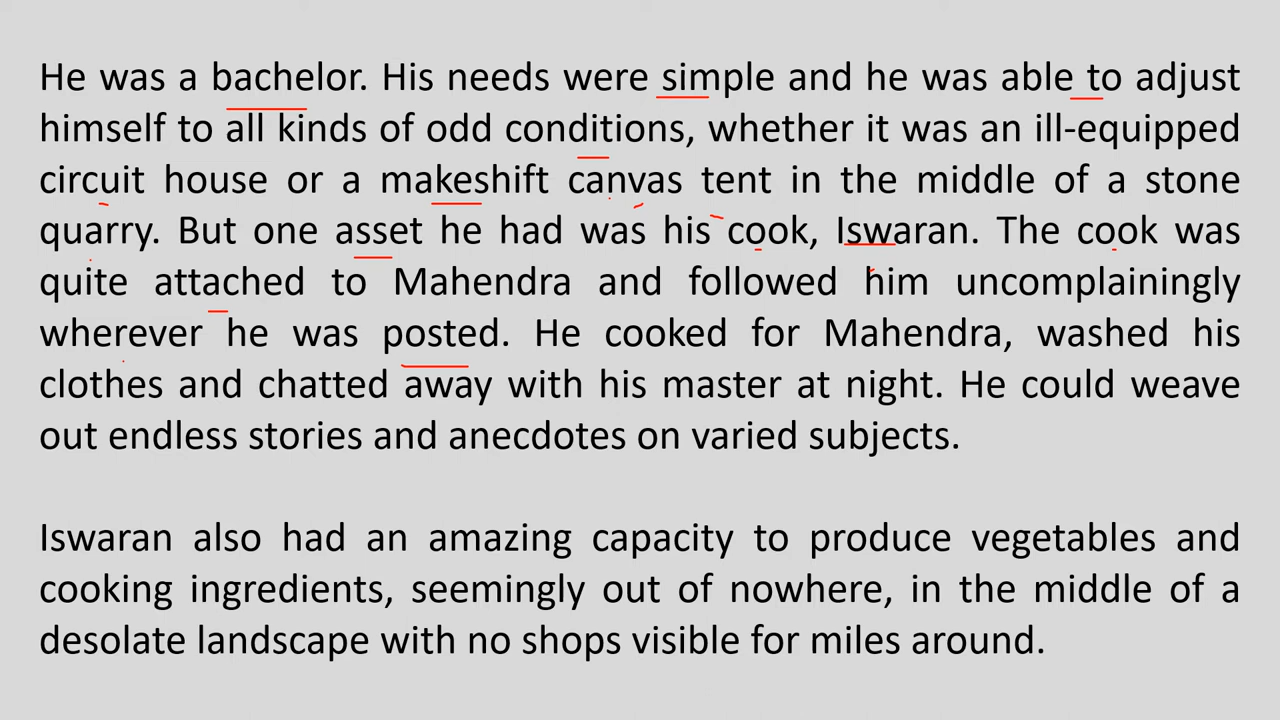 He was a bachelor. His needs were simple and he was able to adjust
himself to all kinds of odd conditions, whether it was an ill-equipped
circuit house or a makeshift canvas tent in the middle of a stone
quarry. But one asset he had was his cook, Iswaran. The cook was
quite attached to Mahendra and followed him uncomplainingly
wherever he was posted. He cooked for Mahendra, washed his
clothes and chatted away with his master at night. He could weave
out endless stories and anecdotes on varied subjects.
Iswaran also had an amazing capacity to produce vegetables and
cooking ingredients, seemingly out of nowhere, in the middle of a
desolate landscape with no shops visible for miles around.